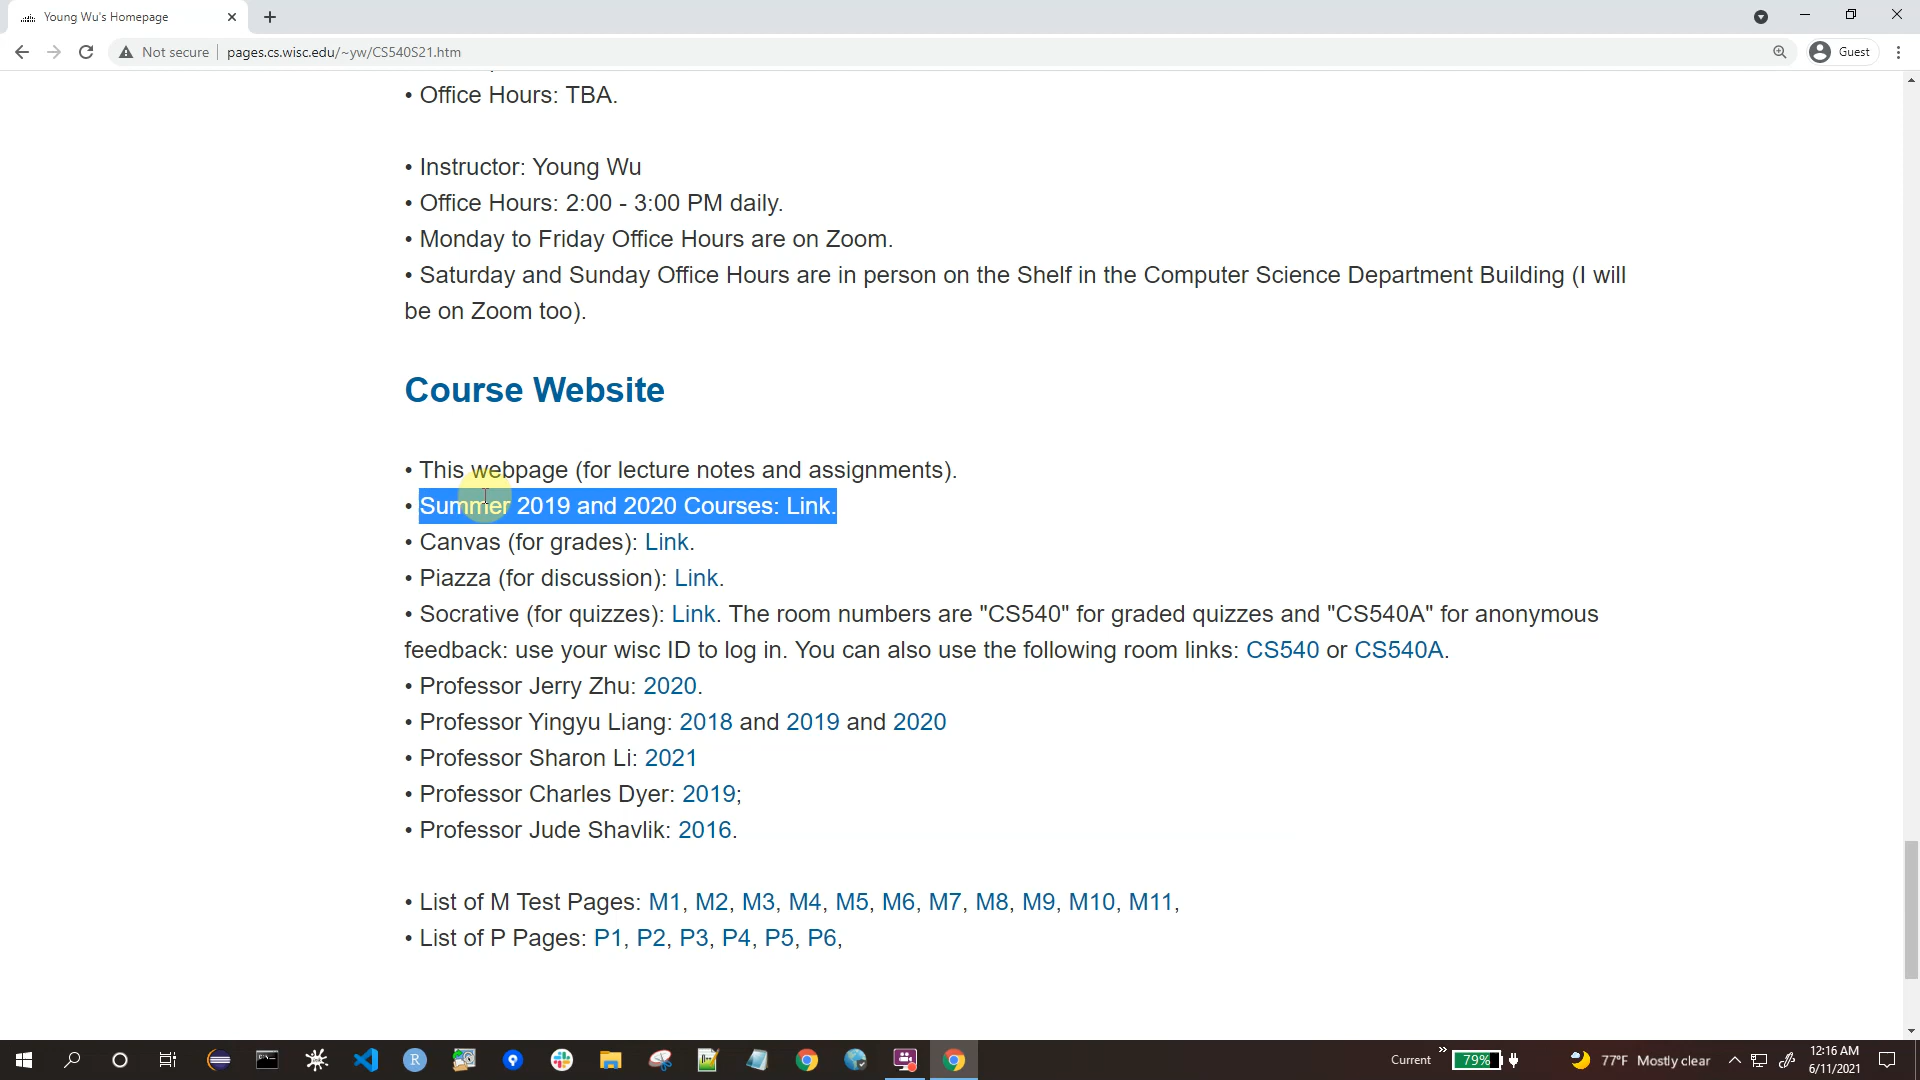 Young Wu's Homepage
Not secure
pages.cs.wisc.edu/~yw/CS540S21.htm
Guest
• Office Hours: TBA.
• Instructor: Young Wu
• Office Hours: 2:00 - 3:00 PM daily.
• Monday to Friday Office Hours are on Zoom.
• Saturday and Sunday Office Hours are in person on the Shelf in the Computer Science Department Building (I will
be on Zoom too).
Course Website
• This webpage (for lecture notes and assignments).
• Summer 2019 and 2020 Courses: Link.
• Canvas (for grades): Link.
• Piazza (for discussion): Link.
• Socrative (for quizzes): Link. The room numbers are "CS540" for graded quizzes and "CS540A" for anonymous
feedback: use your wisc ID to log in. You can also use the following room links: CS540 or CS540A.
• Professor Jerry Zhu: 2020.
• Professor Yingyu Liang: 2018 and 2019 and 2020
• Professor Sharon Li: 2021
• Professor Charles Dyer: 2019;
• Professor Jude Shavlik: 2016.
• List of M Test Pages: M1, M2, M3, M4, M5, M6, M7, M8, M9, M10, M11,
• List of P Pages: P1, P2, P3, P4, P5, P6,
Current
79%
77°F Mostly clear
12:16 AM
6/11/2021